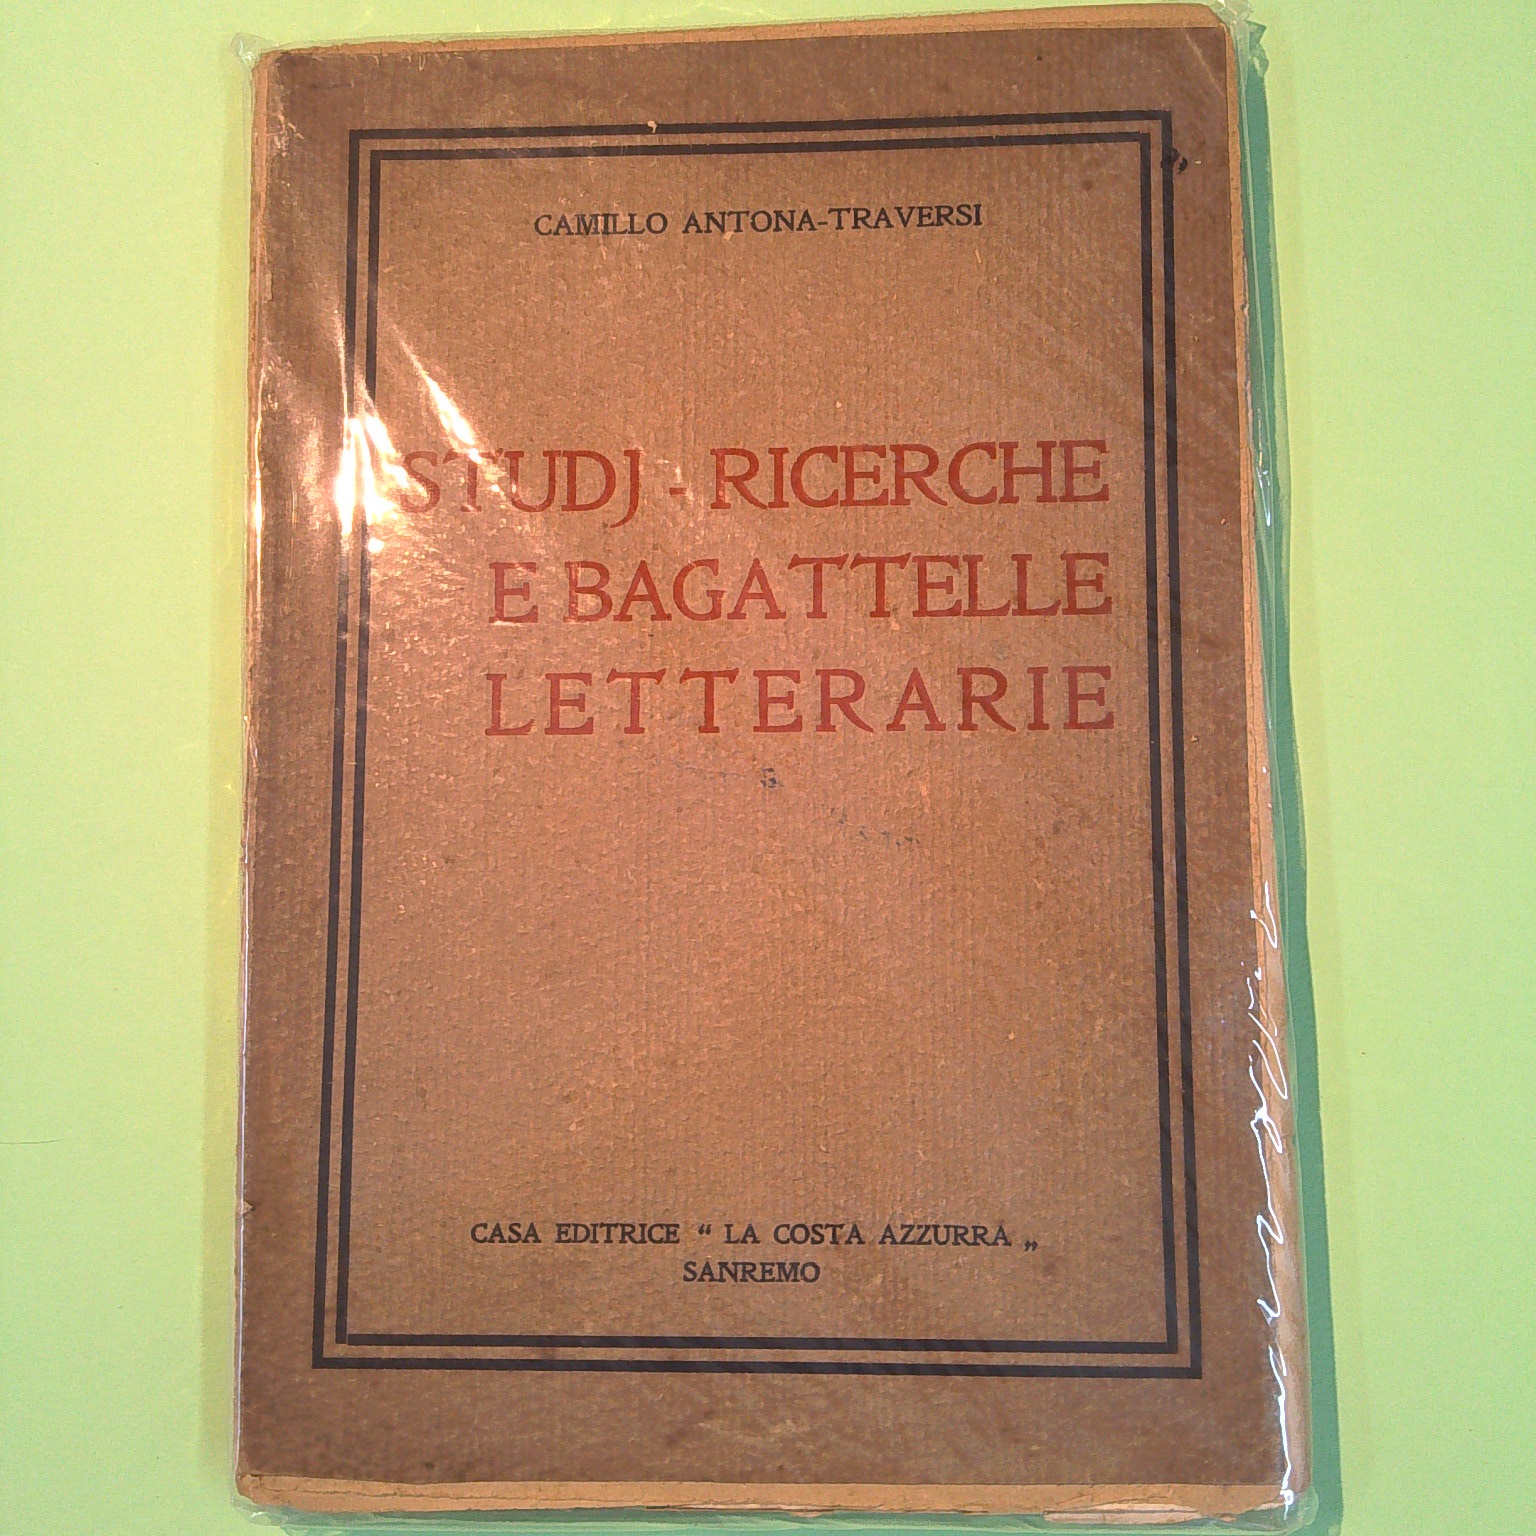 CAMILLO ANTONA-TRAVERSI
STUDJ - RICERCHE
E BAGATTELLE
LETTERARIE
CASA EDITRICE “ LA COSTA AZZURRA „
SANREMO